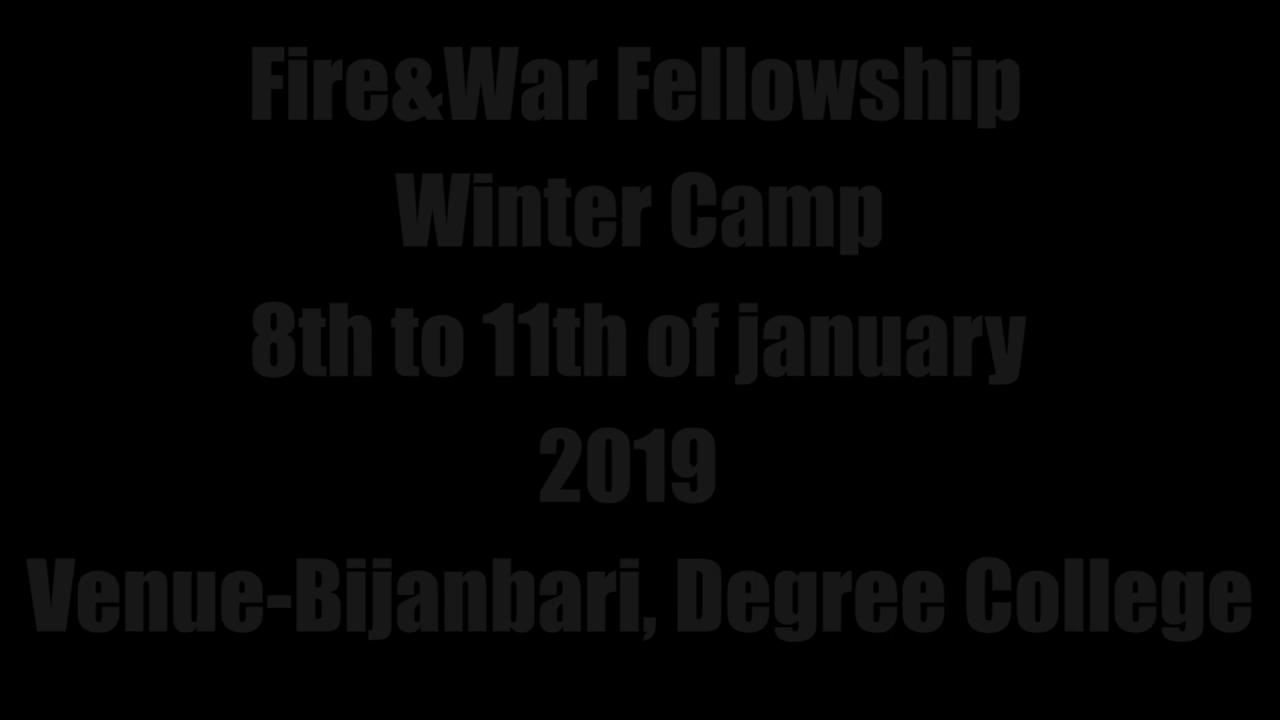 Fire&War Fellowship
Winter Camp
8th to 11th of january
2019
Venue-Bijanbari, Degree College